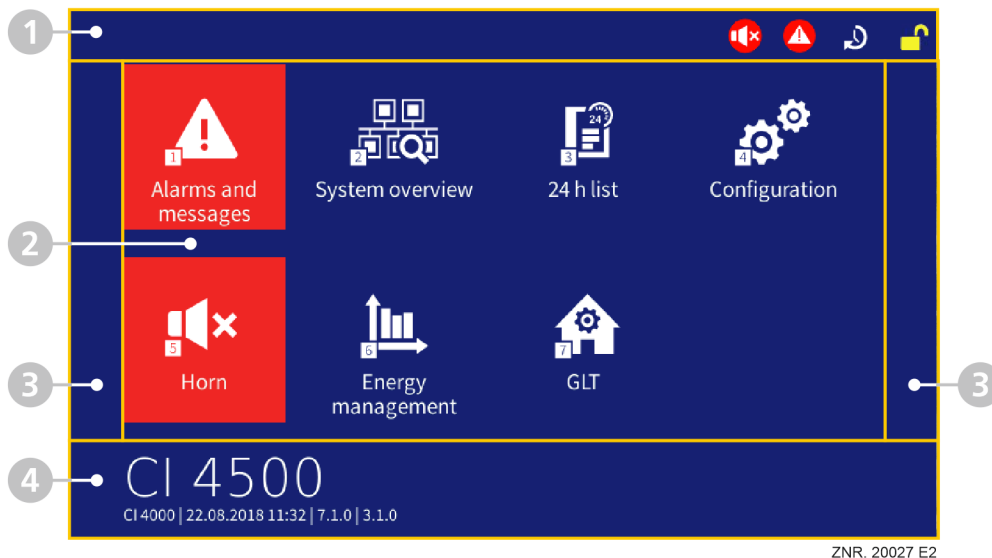 1
24
1
2
3
4
Alarms and
messages
System overview
24 h list
Configuration
2
5
6
7
Horn
Energy
management
GLT
3
3
4
CI 4500
CI 4000 | 22.08.2018 11:32 | 7.1.0 | 3.1.0
ZNR. 20027 E2